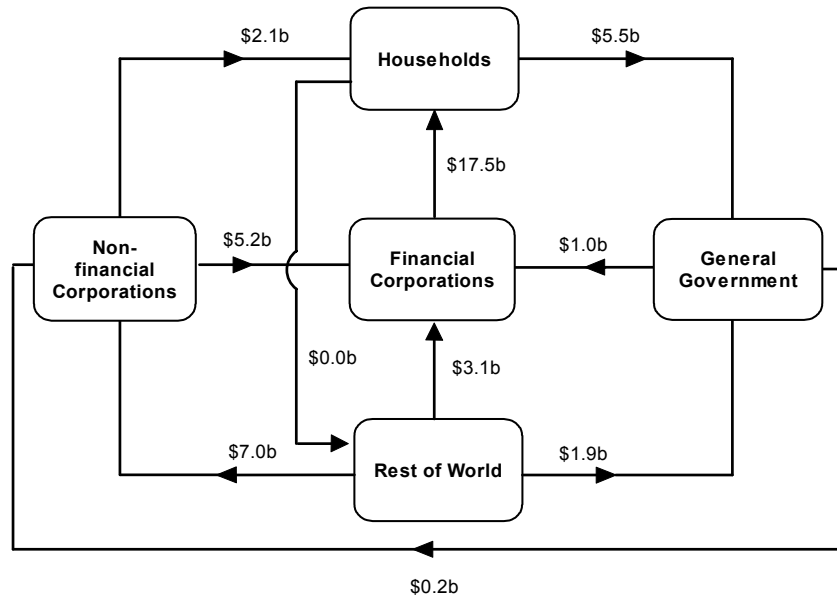 $2.1b
Households
$5.5b
$17.5b
Non-
financial
Corporations
$5.2b
Financial
Corporations
$1.0b
General
Government
$0.0b
$3.1b
$7.0b
Rest of World
$1.9b
$0.2b